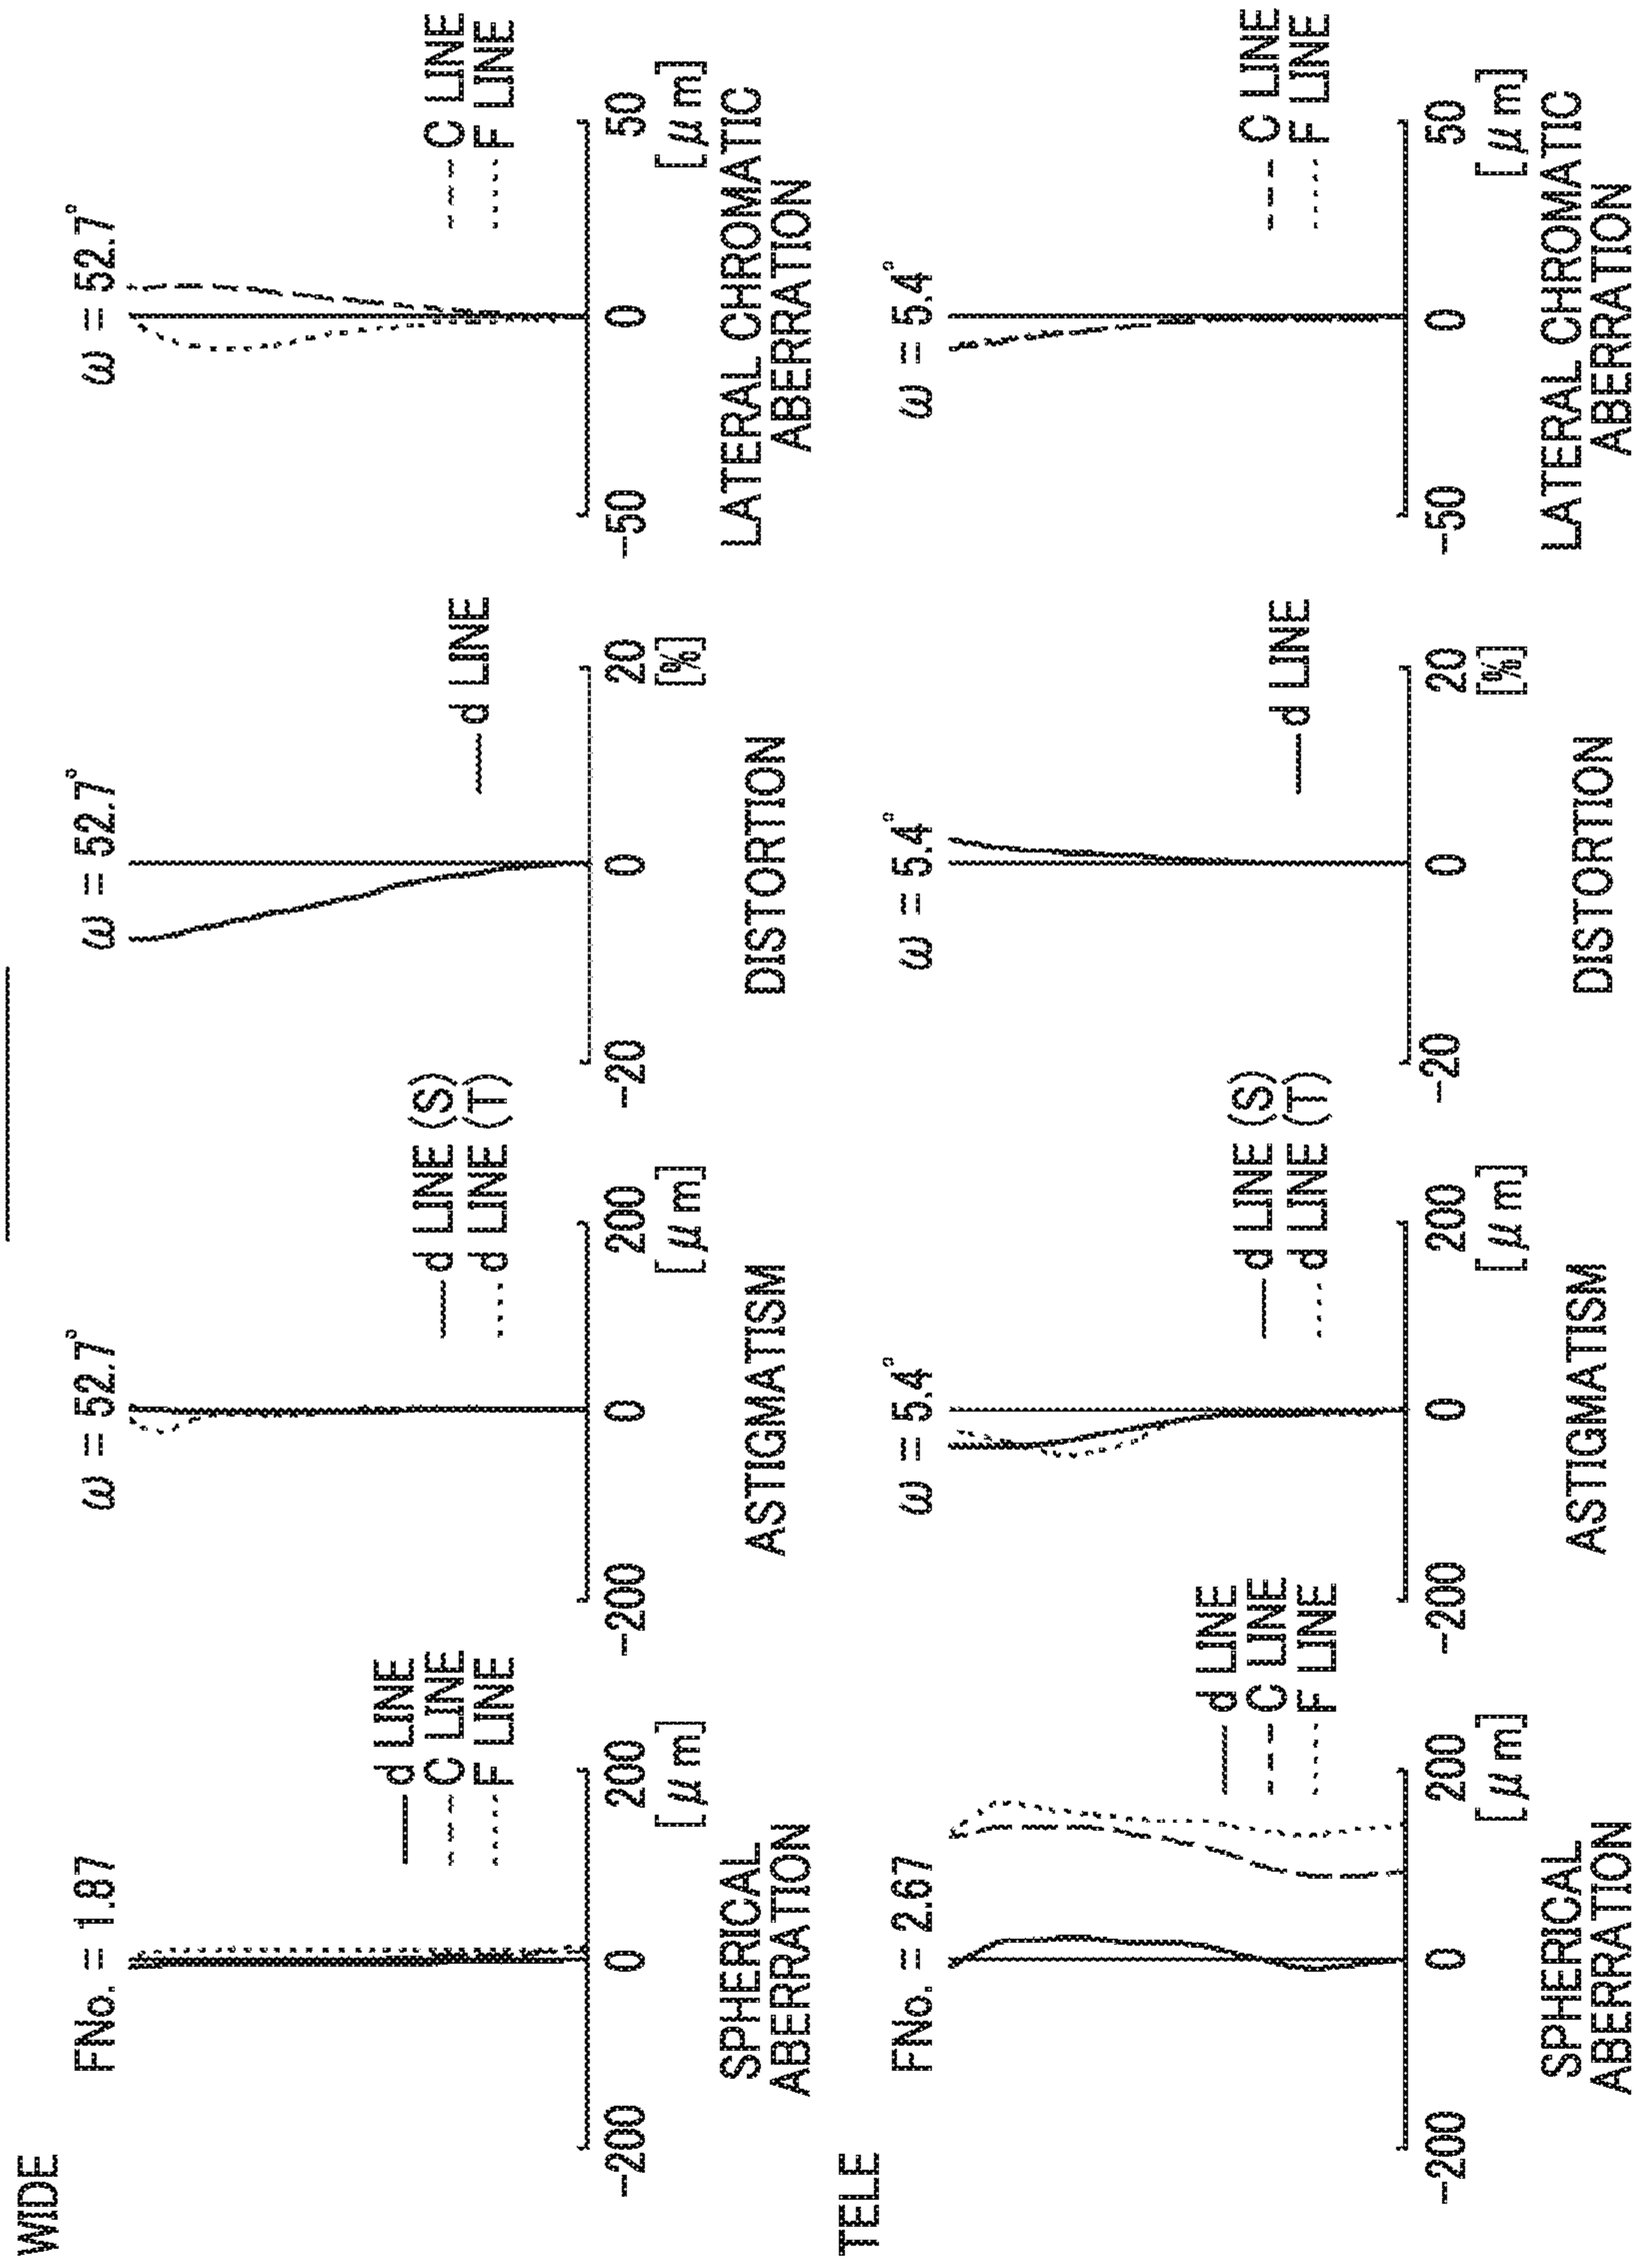 WIDE
FNo. = 1.87
d LINE
C LINE
F LINE
-200
0
200
[μm]
SPHERICAL
ABERRATION
ω = 52.7°
d LINE (S)
d LINE (T)
-200
0
200
[μm]
ASTIGMATISM
ω = 52.7°
d LINE
-20
0
20
[%]
DISTORTION
ω = 52.7°
C LINE
F LINE
-50
0
50
[μm]
LATERAL CHROMATIC
ABERRATION
TELE
FNo. = 2.67
d LINE
C LINE
F LINE
-200
0
200
[μm]
SPHERICAL
ABERRATION
ω = 5.4°
d LINE (S)
d LINE (T)
-200
0
200
[μm]
ASTIGMATISM
ω = 5.4°
d LINE
-20
0
20
[%]
DISTORTION
ω = 5.4°
C LINE
F LINE
-50
0
50
[μm]
LATERAL CHROMATIC
ABERRATION